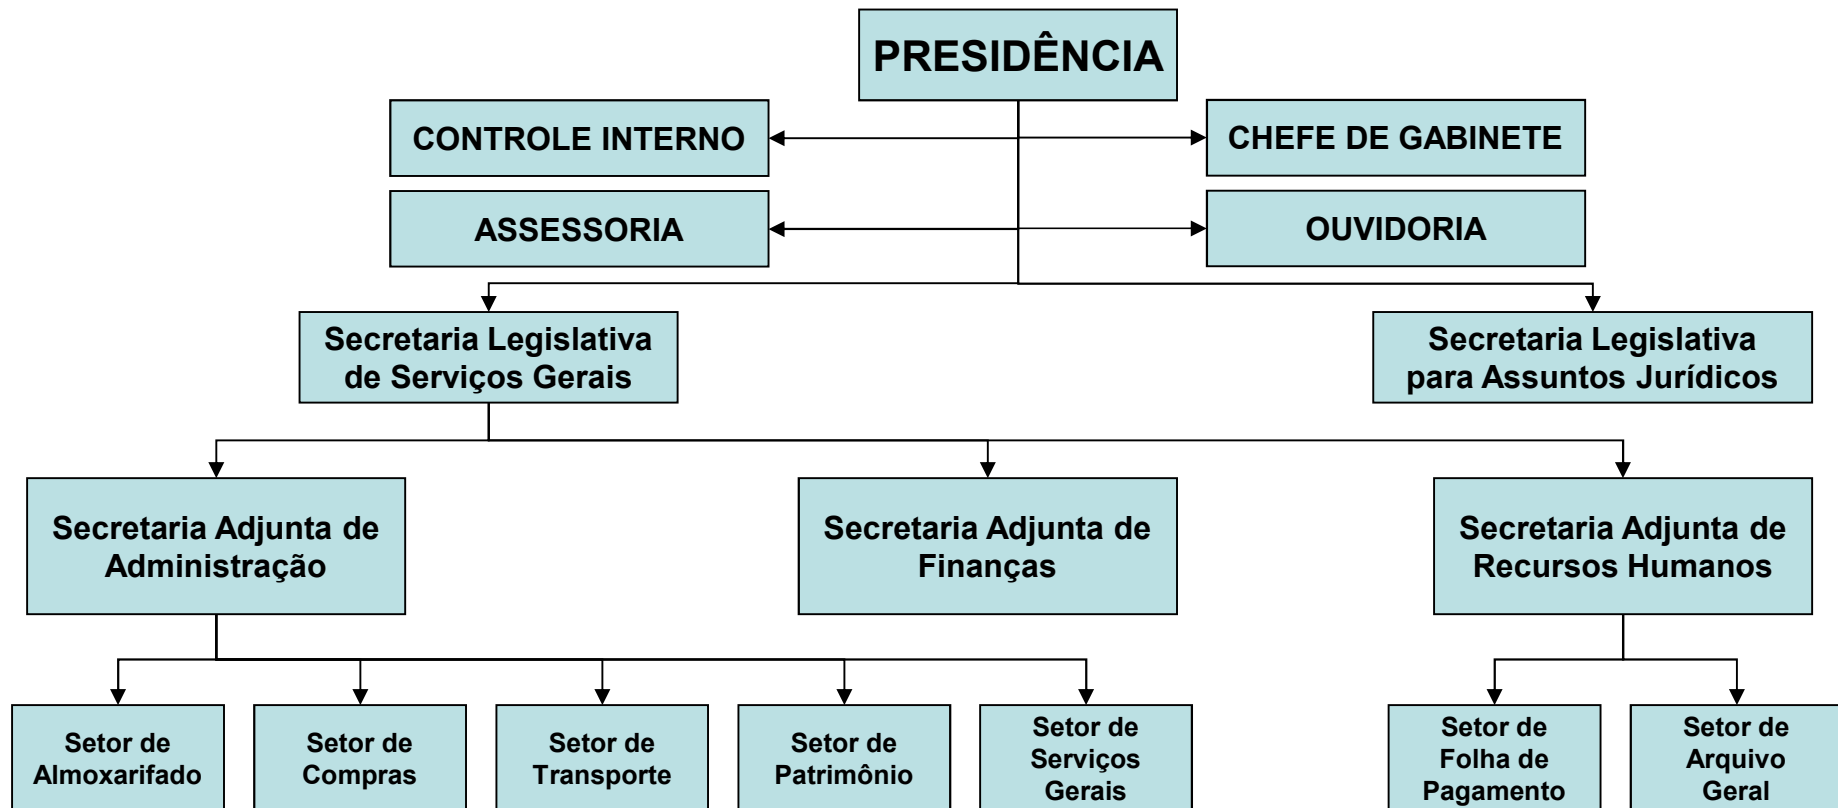 PRESIDÊNCIA
CONTROLE INTERNO
CHEFE DE GABINETE
ASSESSORIA
OUVIDORIA
Secretaria Legislativa
de Serviços Gerais
Secretaria Legislativa
para Assuntos Jurídicos
Secretaria Adjunta de
Administração
Secretaria Adjunta de
Finanças
Secretaria Adjunta de
Recursos Humanos
Setor de
Almoxarifado
Setor de
Compras
Setor de
Transporte
Setor de
Patrimônio
Setor de
Serviços
Gerais
Setor de
Folha de
Pagamento
Setor de
Arquivo
Geral